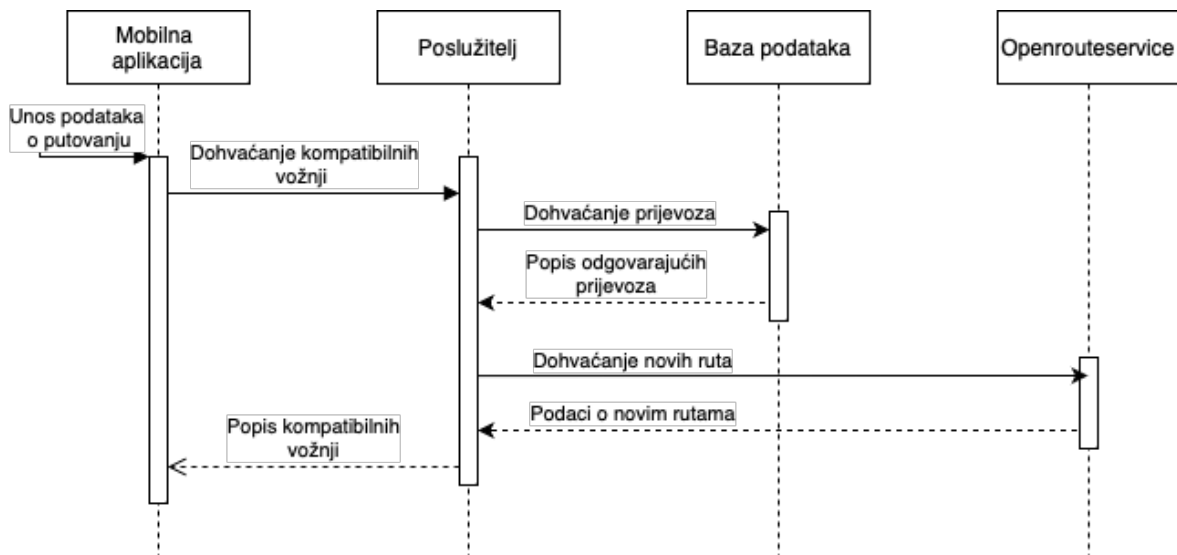 Mobilna
aplikacija
Poslužitelj
Baza podataka
Openrouteservice
Unos podataka
o putovanju
Dohvaćanje kompatibilnih
vožnji
Dohvaćanje prijevoza
Popis odgovarajućih
prijevoza
Dohvaćanje novih ruta
Podaci o novim rutama
Popis kompatibilnih
vožnji